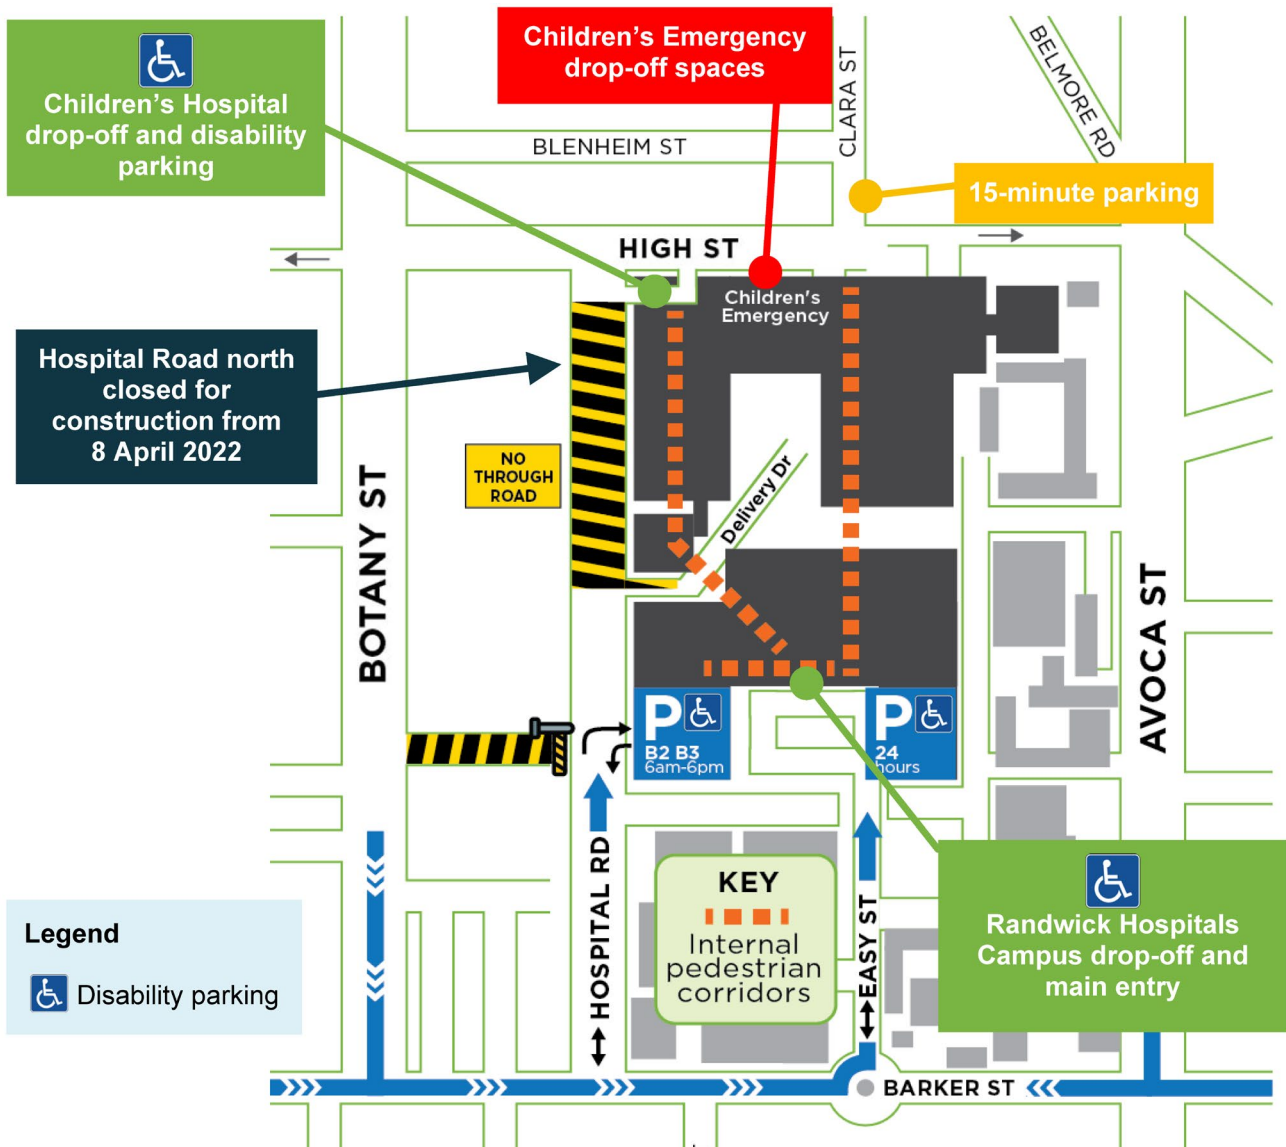 Children's Hospital
drop-off and disability
parking
Children's Emergency
drop-off spaces
CLARA ST
BELMORE RD
BLENHEIM ST
15-minute parking
HIGH ST
Children's
Emergency
Hospital Road north
closed for
construction from
8 April 2022
NO
THROUGH
ROAD
Delivery Dr
BOTANY ST
AVOCA ST
P
B2 B3
6am-6pm
P
24
hours
HOSPITAL RD
EASY ST
KEY
Internal
pedestrian
corridors
Randwick Hospitals
Campus drop-off and
main entry
Legend
Disability parking
BARKER ST